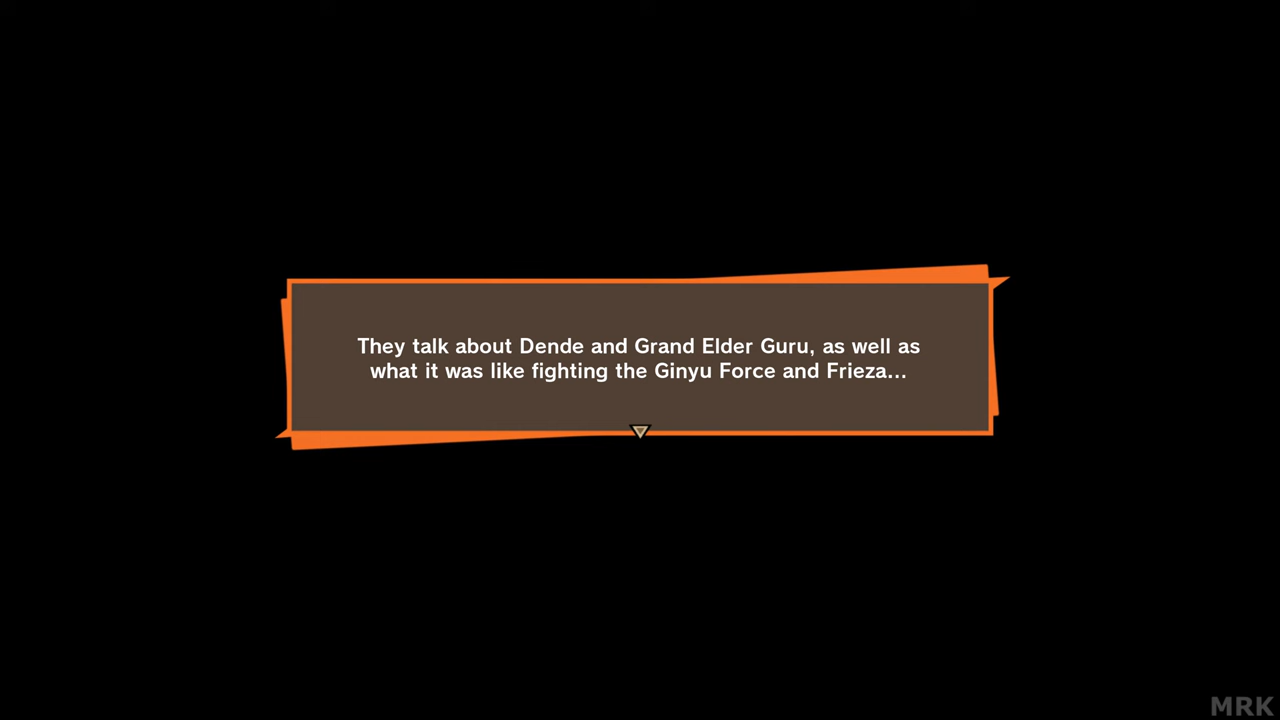 They talk about Dende and Grand Elder Guru, as well as
what it was like fighting the Ginyu Force and Frieza...
MRK